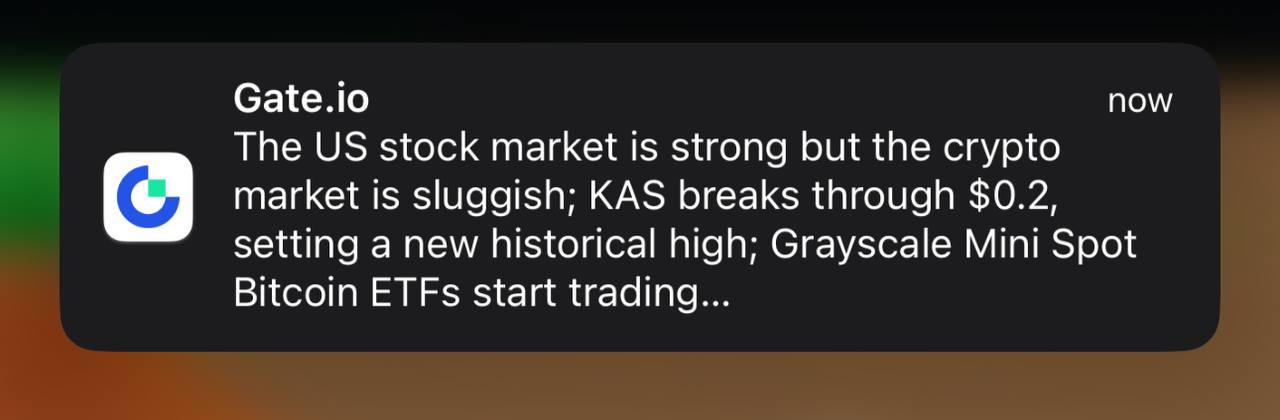 Gate.io
now
The US stock market is strong but the crypto
market is sluggish; KAS breaks through $0.2,
setting a new historical high; Grayscale Mini Spot
Bitcoin ETFs start trading...